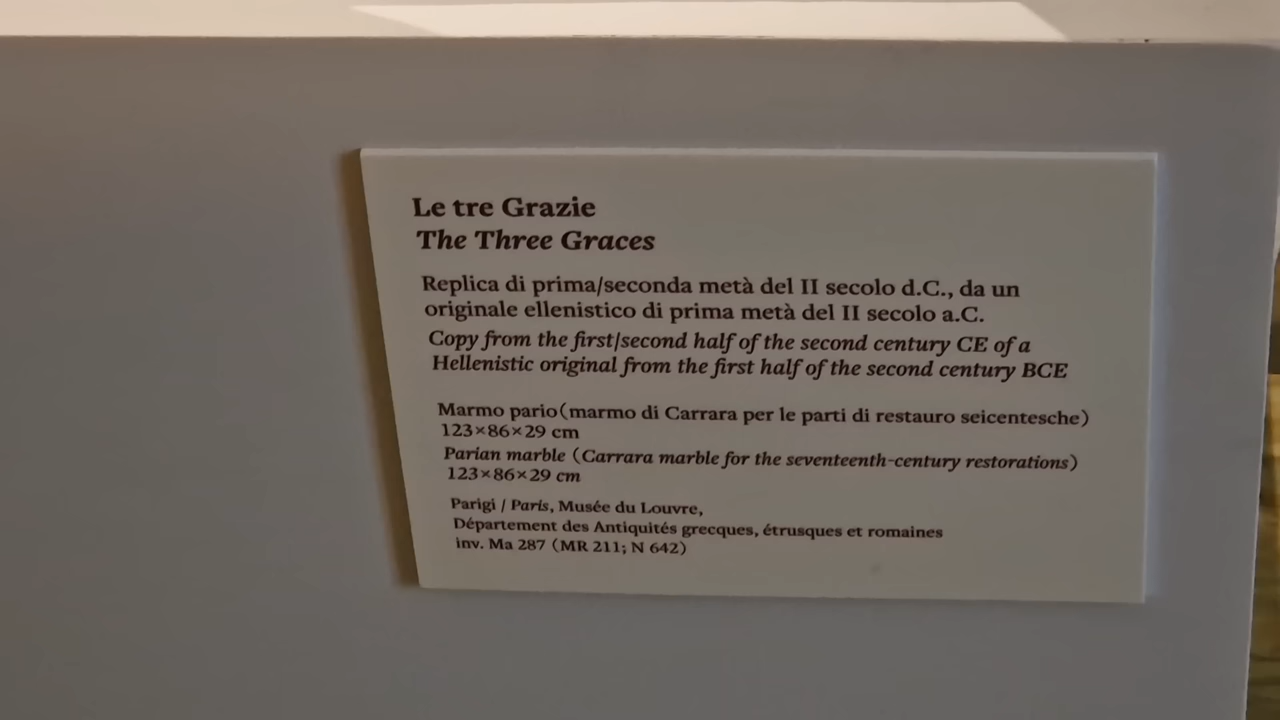 Le tre Grazie
The Three Graces
Replica di prima/seconda metà del II secolo d.C., da un
originale ellenistico di prima metà del II secolo a.C.
Copy from the first/second half of the second century CE of a
Hellenistic original from the first half of the second century BCE
Marmo pario (marmo di Carrara per le parti di restauro seicentesche)
123×86×29 cm
Parian marble (Carrara marble for the seventeenth-century restorations)
123×86×29 cm
Parigi / Paris, Musée du Louvre,
Département des Antiquités grecques, étrusques et romaines
inv. Ma 287 (MR 211; N 642)